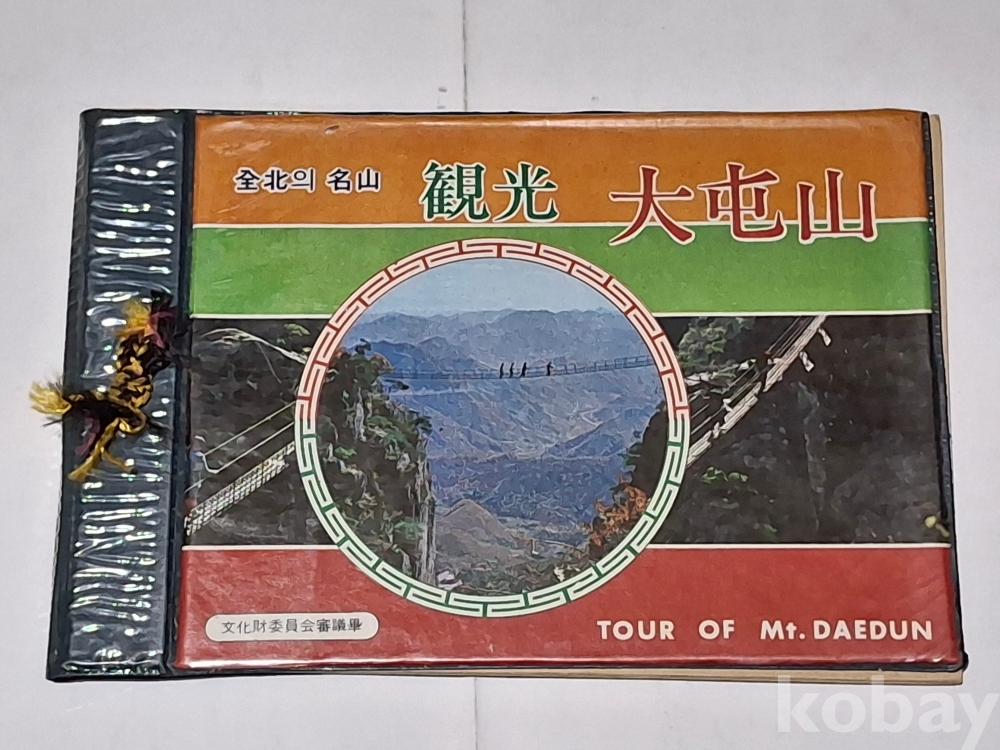 全北의 名山 観光 大屯山
文化財委員会審議畢
TOUR OF Mt. DAEDUN
kobay